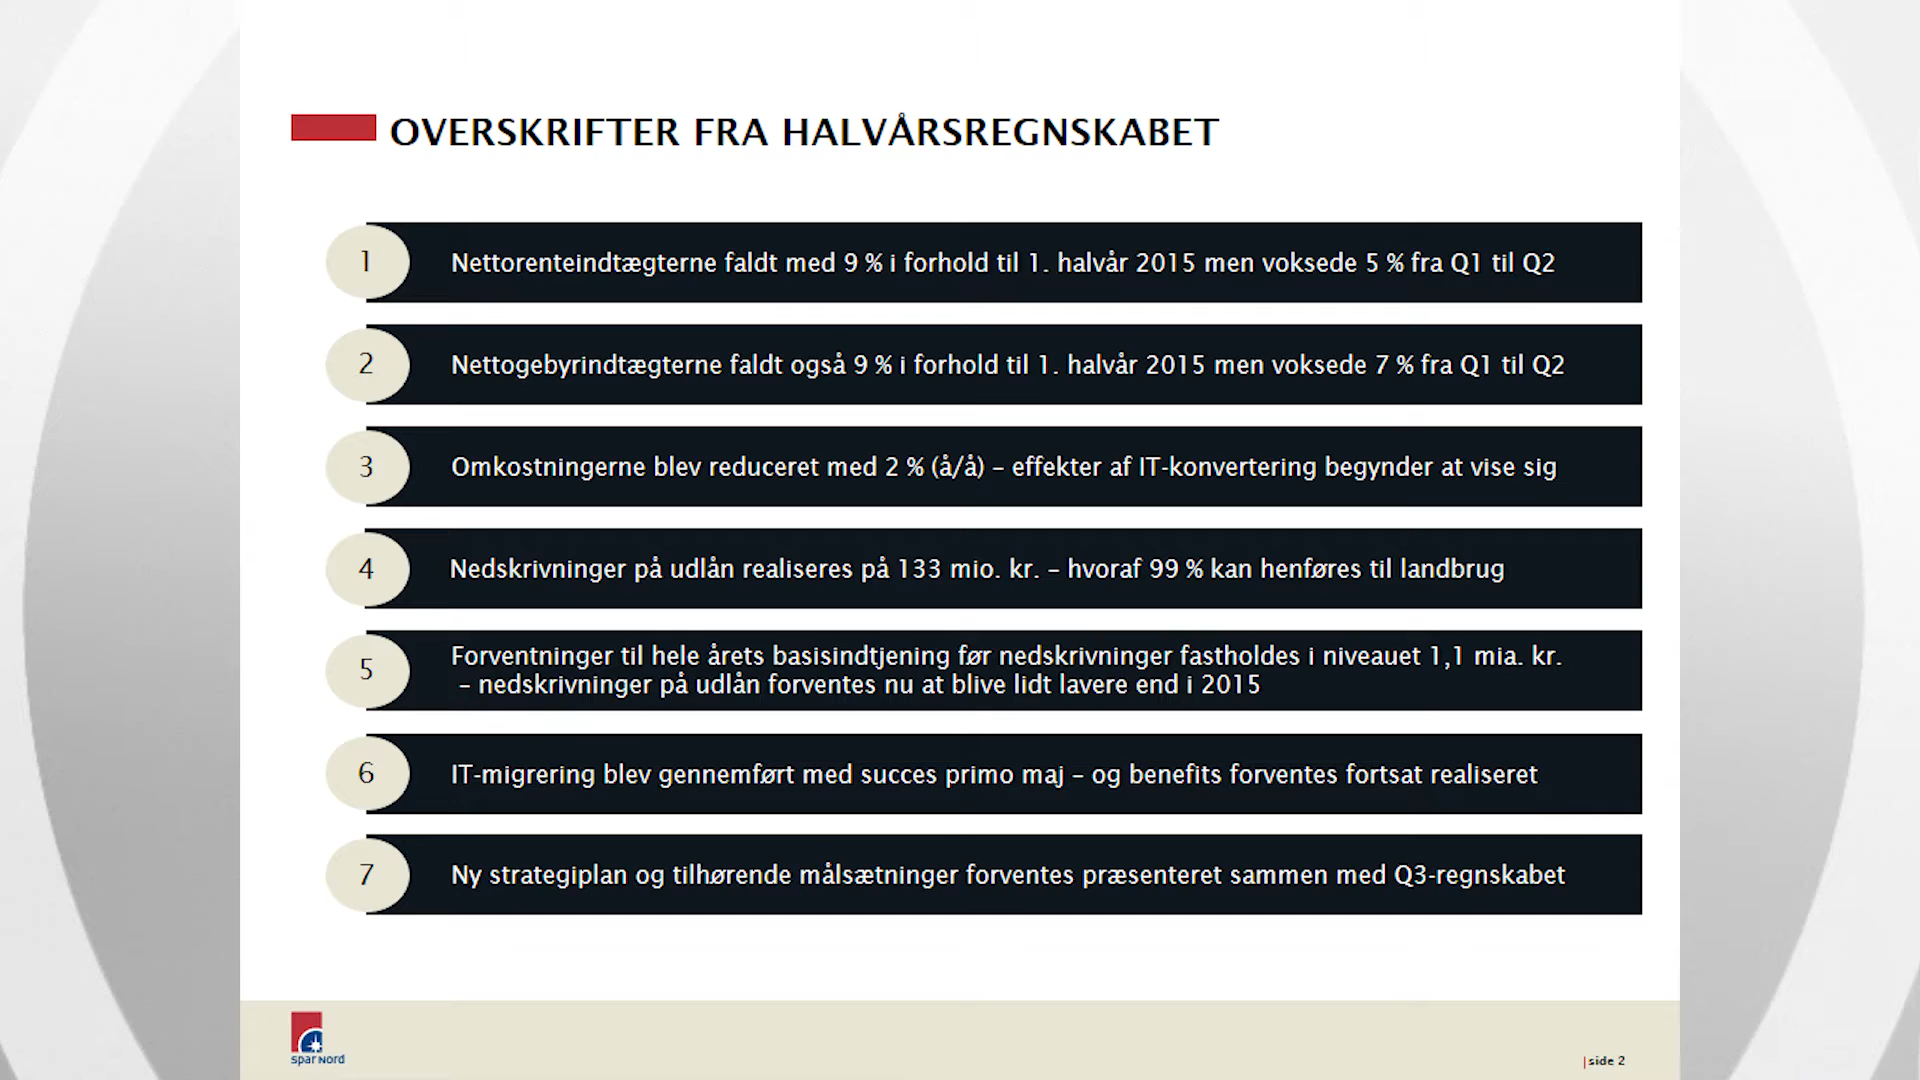 OVERSKRIFTER FRA HALVÅRSREGNSKABET
1 Nettorenteindtægterne faldt med 9 % i forhold til 1. halvår 2015 men voksede 5 % fra Q1 til Q2
2 Nettogebyrindtægterne faldt også 9 % i forhold til 1. halvår 2015 men voksede 7 % fra Q1 til Q2
3 Omkostningerne blev reduceret med 2 % (å/å) – effekter af IT-konvertering begynder at vise sig
4 Nedskrivninger på udlån realiseres på 133 mio. kr. – hvoraf 99 % kan henføres til landbrug
5 Forventninger til hele årets basisindtjening før nedskrivninger fastholdes i niveauet 1,1 mia. kr.
– nedskrivninger på udlån forventes nu at blive lidt lavere end i 2015
6 IT-migrering blev gennemført med succes primo maj – og benefits forventes fortsat realiseret
7 Ny strategiplan og tilhørende målsætninger forventes præsenteret sammen med Q3-regnskabet
spar nord
| side 2